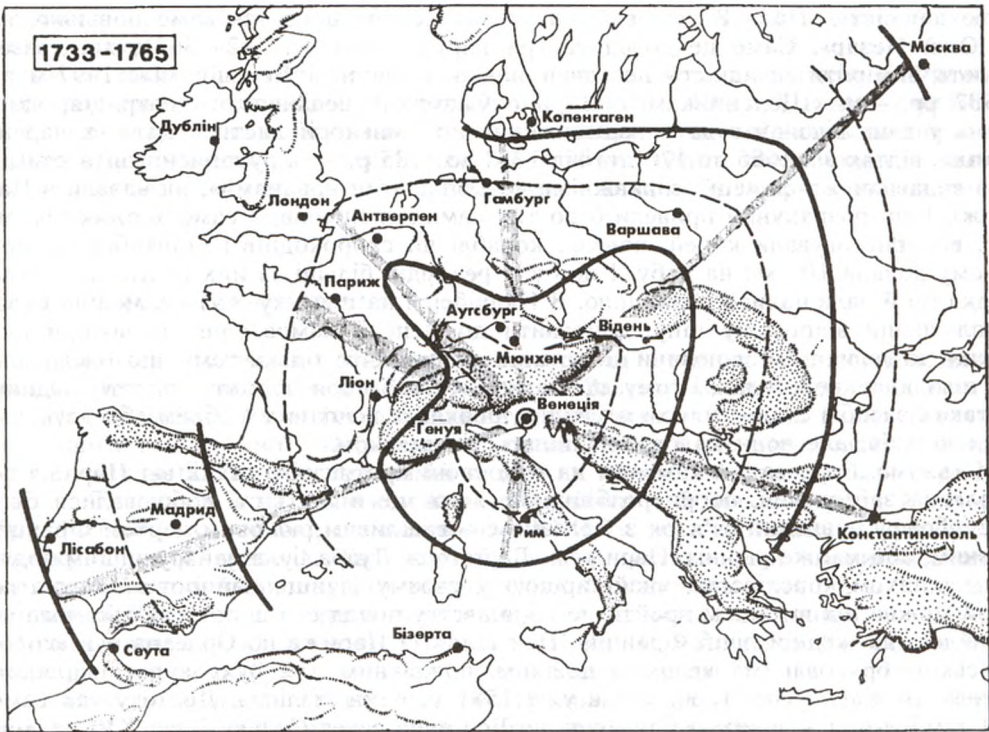 1733-1765
Москва
Копенгаген
Дублін
Гамбург
Лондон
Антверпен
Варшава
Париж
Аугсбург
Відень
Мюнхен
Ліон
Венеція
Генуя
Мадрид
Рим
Лісабон
Константинополь
Бізерта